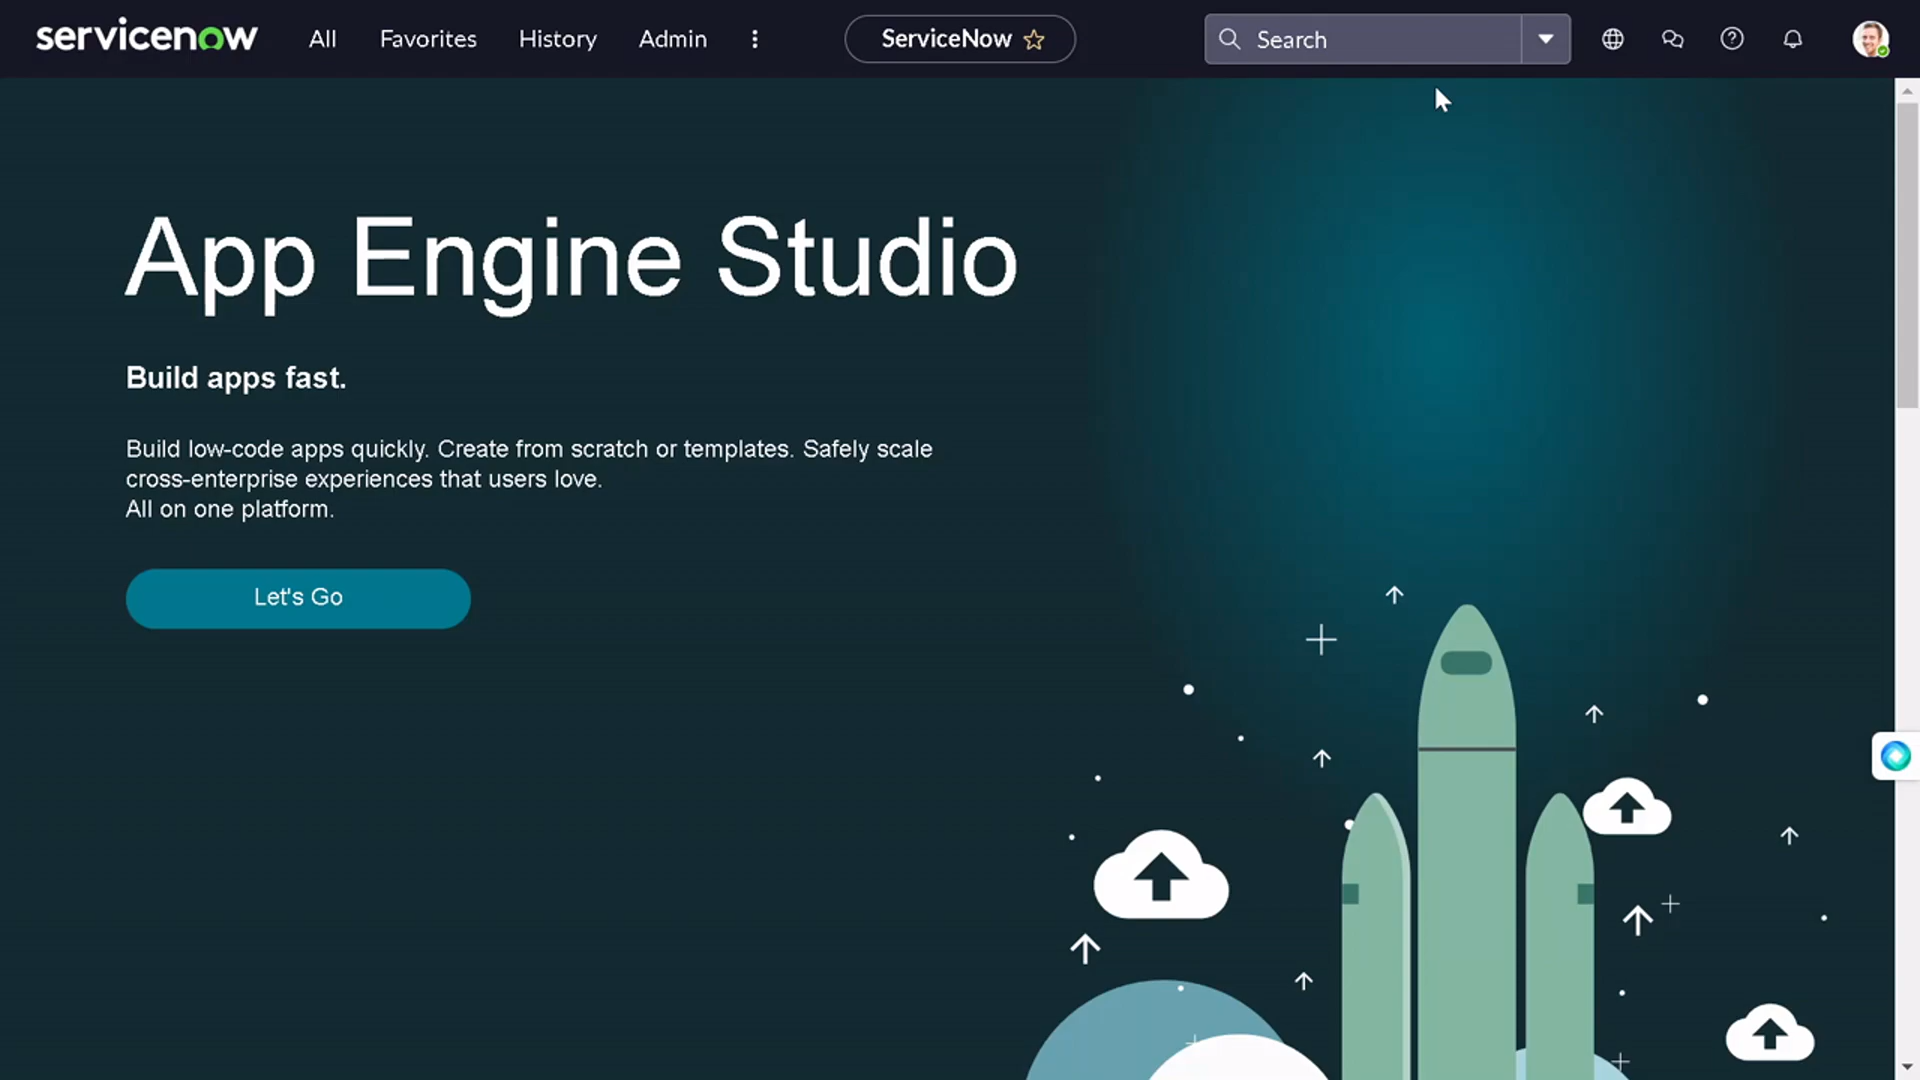 servicenow All Favorites History Admin ServiceNow Search
App Engine Studio
Build apps fast.
Build low-code apps quickly. Create from scratch or templates. Safely scale
cross-enterprise experiences that users love.
All on one platform.
Let's Go